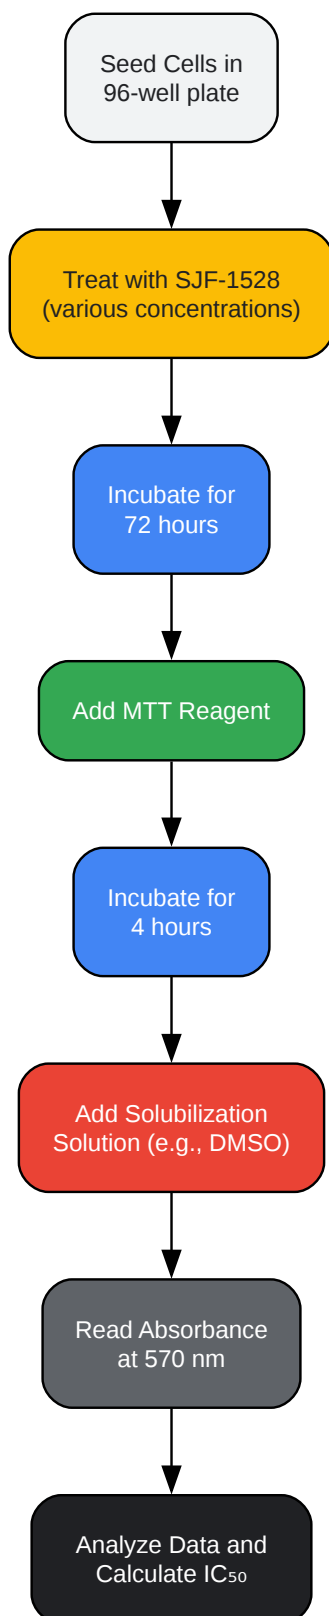 Seed Cells in
96-well plate
Treat with SJF-1528
(various concentrations)
Incubate for
72 hours
Add MTT Reagent
Incubate for
4 hours
Add Solubilization
Solution (e.g., DMSO)
Read Absorbance
at 570 nm
Analyze Data and
Calculate IC₅₀